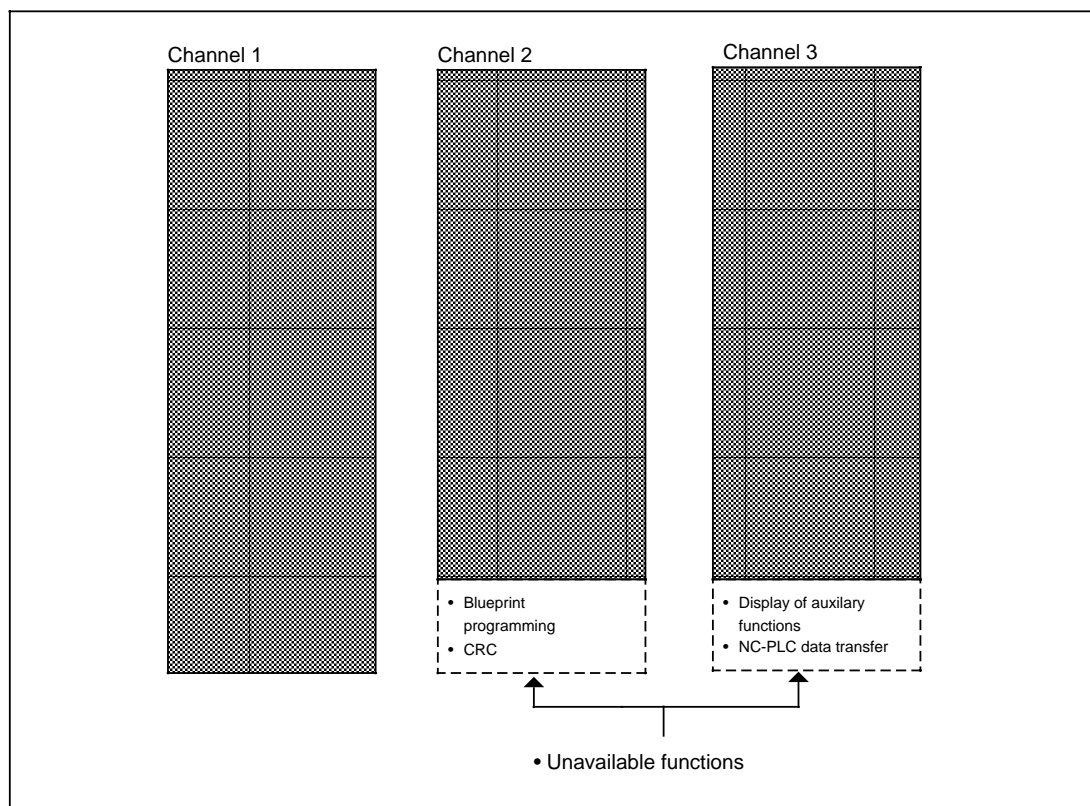 Channel 1
Channel 2
Channel 3
• Blueprint
programming
• CRC
• Display of auxilary
functions
• NC-PLC data transfer
• Unavailable functions